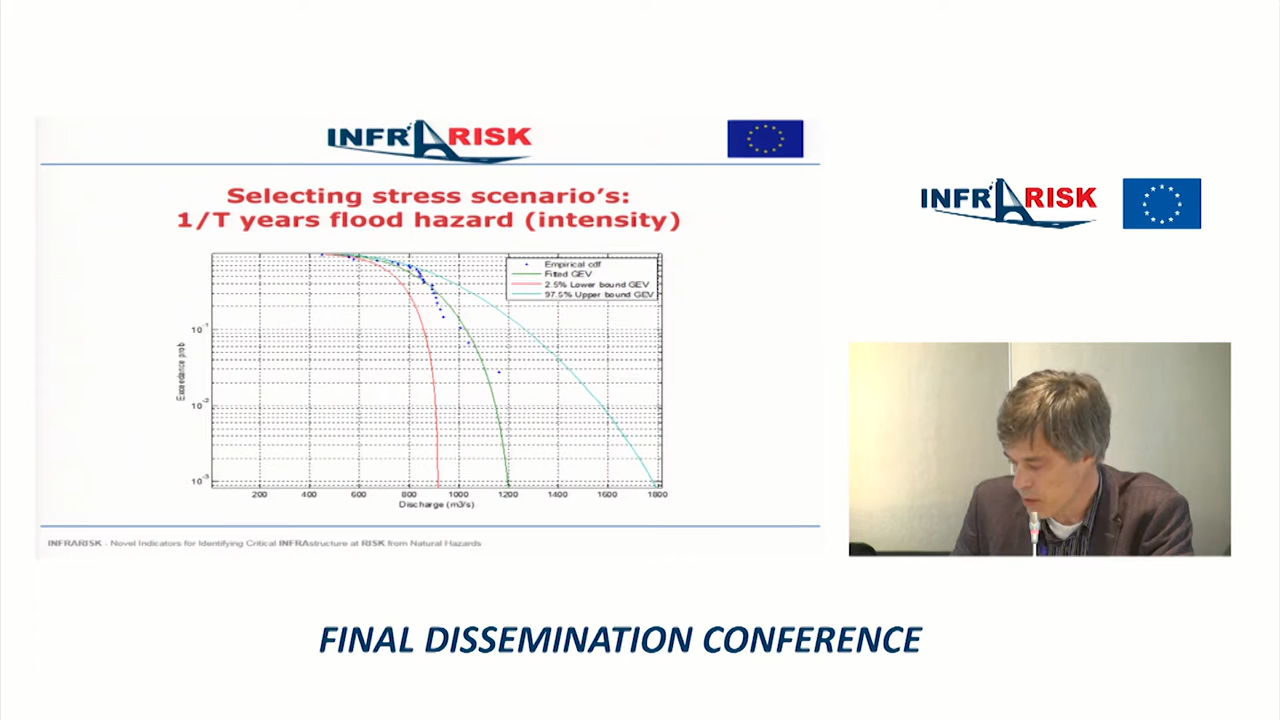 INFRARISK
Selecting stress scenario's:
1/T years flood hazard (intensity)
Empirical cdf
Fitted GEV
2.5% Lower bound GEV
97.5% Upper bound GEV
10-1
10-2
10-3
Exceedance prob
200 400 600 800 1000 1200 1400 1600 1800
Discharge (m3/s)
INFRARISK - Novel Indicators for Identifying Critical INFRAstructure at RISK from Natural Hazards
INFRARISK
FINAL DISSEMINATION CONFERENCE